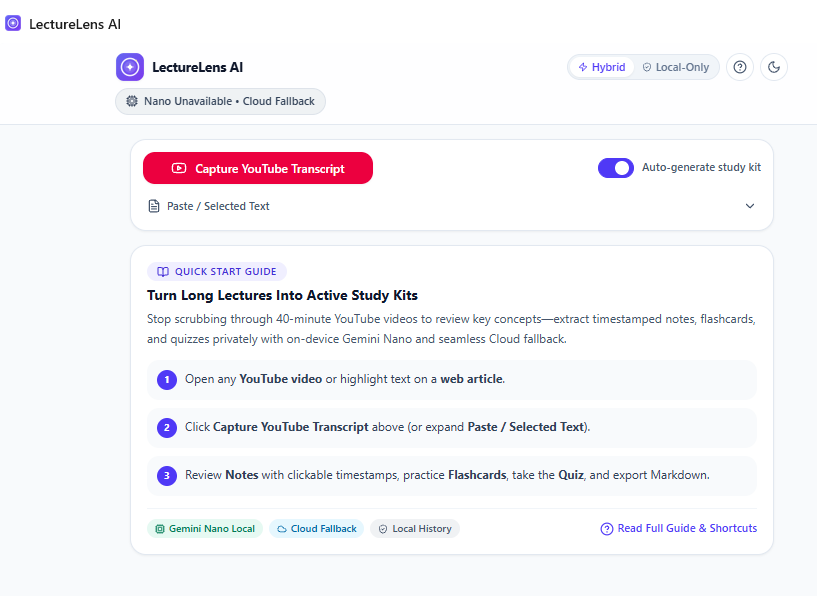 LectureLens AI
LectureLens AI
Hybrid
Local-Only
Nano Unavailable • Cloud Fallback
Capture YouTube Transcript
Auto-generate study kit
Paste / Selected Text
QUICK START GUIDE
Turn Long Lectures Into Active Study Kits
Stop scrubbing through 40-minute YouTube videos to review key concepts—extract timestamped notes, flashcards,
and quizzes privately with on-device Gemini Nano and seamless Cloud fallback.
1 Open any YouTube video or highlight text on a web article.
2 Click Capture YouTube Transcript above (or expand Paste / Selected Text).
3 Review Notes with clickable timestamps, practice Flashcards, take the Quiz, and export Markdown.
Gemini Nano Local
Cloud Fallback
Local History
Read Full Guide & Shortcuts